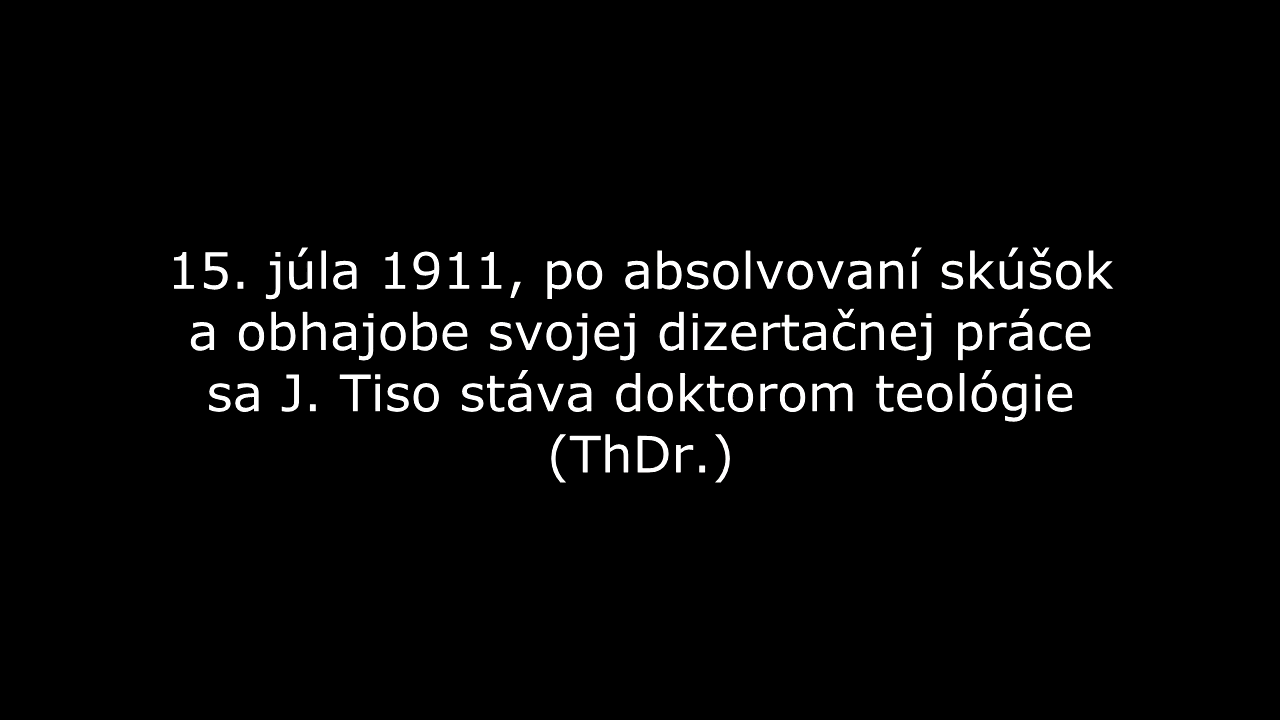 15. júla 1911, po absolvovaní skúšok
a obhajobe svojej dizertačnej práce
sa J. Tiso stáva doktorom teológie
(ThDr.)